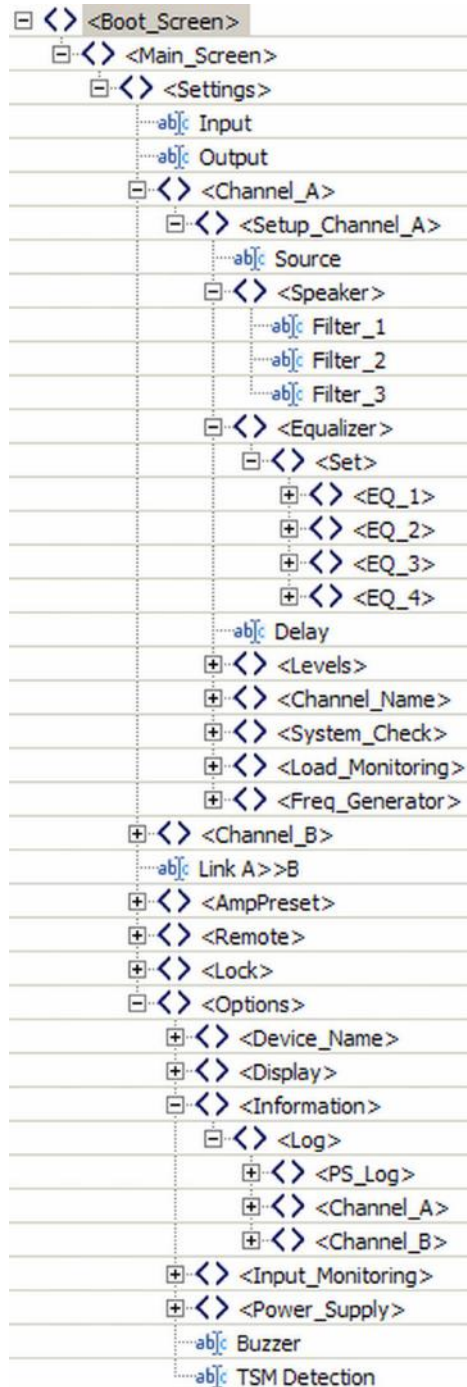 <Boot_Screen>
<Main_Screen>
<Settings>
Input
Output
<Channel_A>
<Setup_Channel_A>
Source
<Speaker>
Filter_1
Filter_2
Filter_3
<Equalizer>
<Set>
<EQ_1>
<EQ_2>
<EQ_3>
<EQ_4>
Delay
<Levels>
<Channel_Name>
<System_Check>
<Load_Monitoring>
<Freq_Generator>
<Channel_B>
Link A>>B
<AmpPreset>
<Remote>
<Lock>
<Options>
<Device_Name>
<Display>
<Information>
<Log>
<PS_Log>
<Channel_A>
<Channel_B>
<Input_Monitoring>
<Power_Supply>
Buzzer
TSM Detection